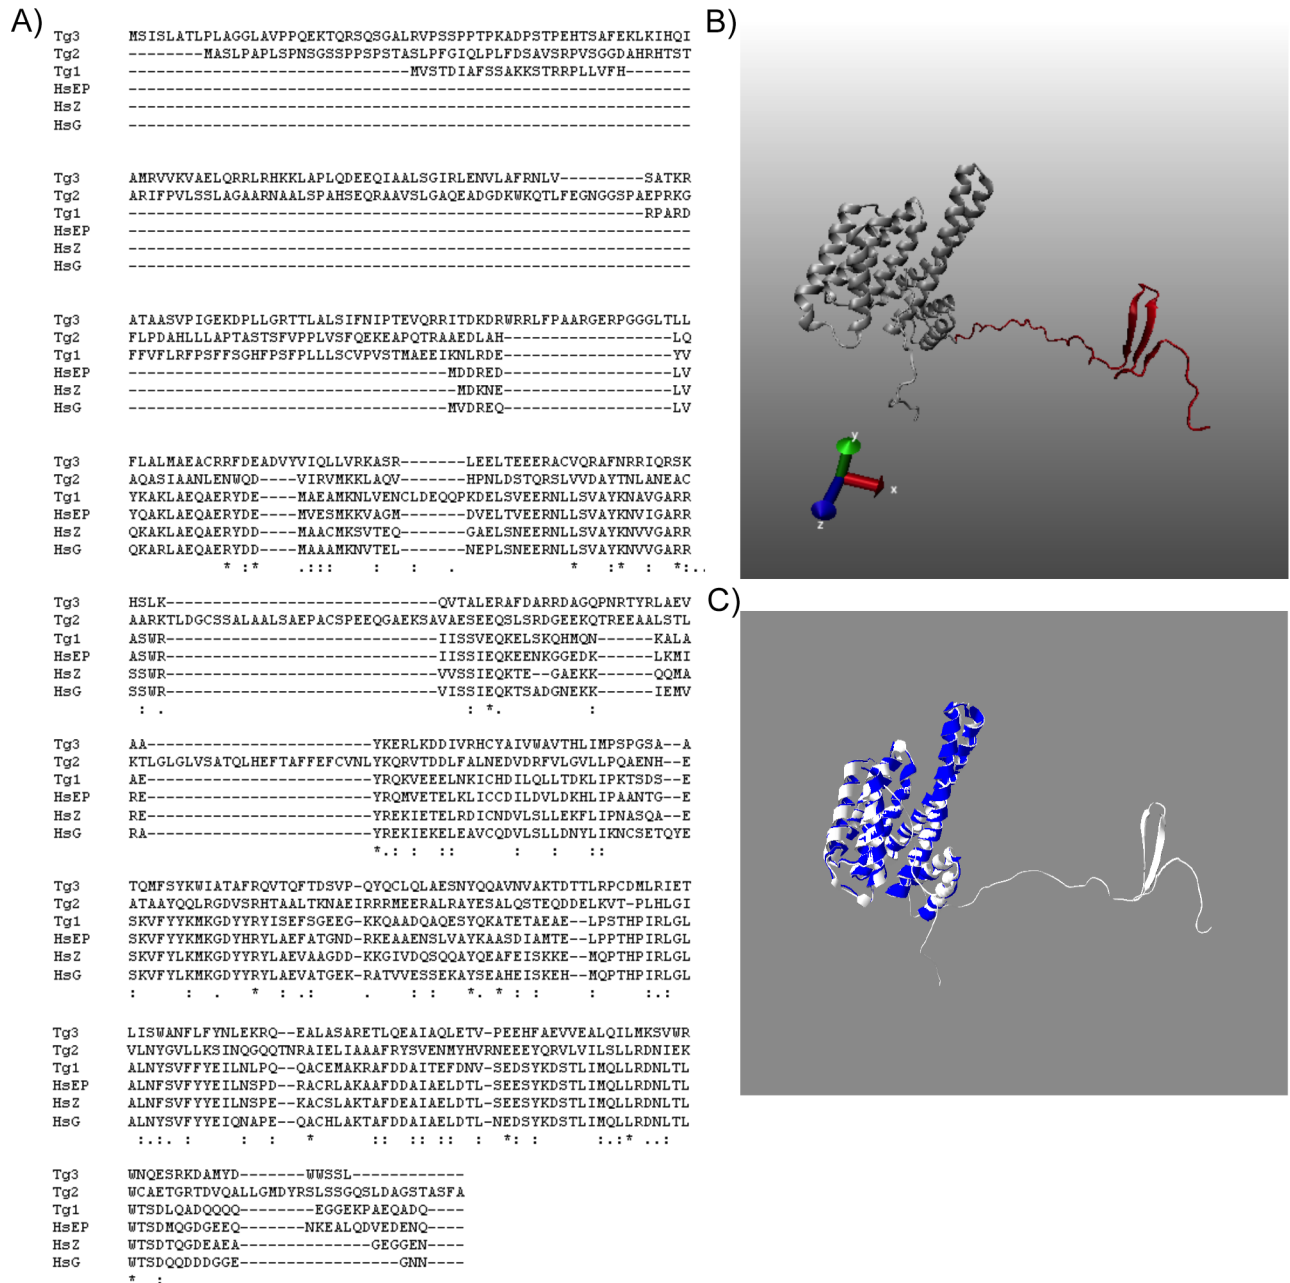 A)
Tg3 MSISLATLPLAGGLAVPPQEKTQRSQSGALRVPSSPPTPKADPSTPEHTSAFEKLKIHQI
Tg2 --------MASLPAPLSPNSGSSPPSPSTASLPFGIQLPLFDSAVSRPVSGGDAHRHTST
Tg1 ------------------------------MVSTDIAFSSAKKSTRRPLLVFH-------
HsEP ------------------------------------------------------------
HsZ ------------------------------------------------------------
HsG ------------------------------------------------------------
Tg3 AMRVVKVAELQRRLRHKKLAPLQDEEQIAALSGIRLENVLAFRNLV---------SATKR
Tg2 ARIFPVLSSLAGAARNAALSPAHSEQRAAVSLGAQEADGDKWKQTLFEGNGGSPAEPRKG
Tg1 -------------------------------------------------------RPARD
HsEP ------------------------------------------------------------
HsZ ------------------------------------------------------------
HsG ------------------------------------------------------------
Tg3 ATAASVPIGEKDPLLGRTTLALSIFNIPTEVQRRITDKDRWRRLFPAARGERPGGGLTLL
Tg2 FLPDAHLLLAPTASTSFVPPLVSFQEKEAPQTRAAEDLAH------------------LQ
Tg1 FFVFLRFPSFFSGHFPSFPLLLSCVPVSTMAEEIKNLRDE------------------YV
HsEP ----------------------------------MDDRED------------------LV
HsZ -----------------------------------MDKNE------------------LV
HsG ----------------------------------MVDREQ------------------LV
Tg3 FLALMAEACRRFDEADVYVIQLLVRKASR-------LEELTEEERACVQRAFNRRIQRSK
Tg2 AQASIAANLENWQD----VIRVMKKLAQV-------HPNLDSTQRSLVVDAYTNLANEAC
Tg1 YKAKLAEQAERYDE----MAEAMKNLVENCLDEQQPKDELSVEERNLLSVAYKNAVGARR
HsEP YQAKLAEQAERYDE----MVESMKKVAGM-------DVELTVEERNLLSVAYKNVIGARR
HsZ QKAKLAEQAERYDD----MAACMKSVTEQ-------GAELSNEERNLLSVAYKNVVGARR
HsG QKARLAEQAERYDD----MAAAMKNVTEL-------NEPLSNEERNLLSVAYKNVVGARR
* :* .::: : : . * :* : *:..
Tg3 HSLK-----------------------------QVTALERAFDARRDAGQPNRTYRLAEV
Tg2 AARKTLDGCSSALAALSAEPACSPEEQGAEKSAVAESEEQSLSRDGEEKQTREEAALSTL
Tg1 ASWR-----------------------------IISSVEQKELSKQHMQN------KALA
HsEP ASWR-----------------------------IISSIEQKEENKGGEDK------LKMI
HsZ SSWR-----------------------------VVSSIEQKTE--GAEKK------QQMA
HsG SSWR-----------------------------VISSIEQKTSADGNEKK------IEMV
: . : *. :
Tg3 AA------------------------YKERLKDDIVRHCYAIVWAVTHLIMPSPGSA--A
Tg2 KTLGLGLVSATQLHEFTAFFEFCVNLYKQRVTDDLFALNEDVDRFVLGVLLPQAENH--E
Tg1 AE------------------------YRQKVEEELNKICHDILQLLTDKLIPKTSDS--E
HsEP RE------------------------YRQMVETELKLICCDILDVLDKHLIPAANTG--E
HsZ RE------------------------YREKIETELRDICNDVLSLLEKFLIPNASQA--E
HsG RA------------------------YREKIEKELEAVCQDVLSLLDNYLIKNCSETQYE
*.: : :: : : ::
Tg3 TQMFSYKWIATAFRQVTQFTDSVP-QYQCLQLAESNYQQAVNVAKTDTTLRPCDMLRIET
Tg2 ATAAYQQLRGDVSRHTAALTKNAEIRRRMEERALRAYESALQSTEQDDELKVT-PLHLGI
Tg1 SKVFYYKMKGDYYRYISEFSGEEG-KKQAADQAQESYQKATETAEAE--LPSTHPIRLGL
HsEP SKVFYYKMKGDYHRYLAEFATGND-RKEAAENSLVAYKAASDIAMTE--LPPTHPIRLGL
HsZ SKVFYLKMKGDYYRYLAEVAAGDD-KKGIVDQSQQAYQEAFEISKKE--MQPTHPIRLGL
HsG SKVFYLKMKGDYYRYLAEVATGEK-RATVVESSEKAYSEAHEISKEH--MQPTHPIRLGL
: : . * : .: . : : *. * : : : :.:
Tg3 LISWANFLFYNLEKRQ--EALASARETLQEAIAQLETV-PEEHFAEVVEALQILMKSVWR
Tg2 VLNYGVLLKSINQGQQTNRAIELIAAAFRYSVENMYHVRNEEEYQRVLVILSLLRDNIEK
Tg1 ALNYSVFFYEILNLPQ--QACEMAKRAFDDAITEFDNV-SEDSYKDSTLIMQLLRDNLTL
HsEP ALNFSVFYYEILNSPD--RACRLAKAAFDDAIAELDTL-SEESYKDSTLIMQLLRDNLTL
HsZ ALNFSVFYYEILNSPE--KACSLAKTAFDEAIAELDTL-SEESYKDSTLIMQLLRDNLTL
HsG ALNYSVFYYEIQNAPE--QACHLAKTAFDDAIAELDTL-NEDSYKDSTLIMQLLRDNLTL
:.:. : : : * :: :: :: : *: : :.:* ..:
Tg3 WNQESRKDAMYD-------WWSSL------------
Tg2 WCAETGRTDVQALLGMDYRSLSSGQSLDAGSTASFA
Tg1 WTSDLQADQQQQ--------EGGEKPAEQADQ----
HsEP WTSDMQGDGEEQ-------NKEALQDVEDENQ----
HsZ WTSDTQGDEAEA--------------GEGGEN----
HsG WTSDQQDDDGGE-----------------GNN----
* :
B)
y
x
z
C)